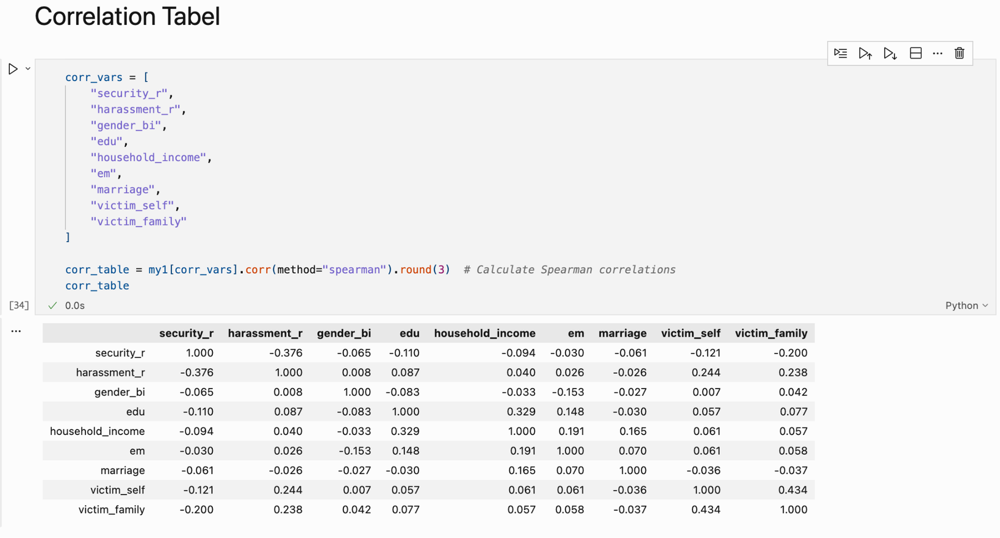 Correlation Tabel
corr_vars = [
"security_r",
"harassment_r",
"gender_bi",
"edu",
"household_income",
"em",
"marriage",
"victim_self",
"victim_family"
]
corr_table = my1[corr_vars].corr(method="spearman").round(3)  # Calculate Spearman correlations
corr_table
[34] 0.0s Python
security_r harassment_r gender_bi edu household_income em marriage victim_self victim_family
security_r 1.000 -0.376 -0.065 -0.110 -0.094 -0.030 -0.061 -0.121 -0.200
harassment_r -0.376 1.000 0.008 0.087 0.040 0.026 -0.026 0.244 0.238
gender_bi -0.065 0.008 1.000 -0.083 -0.033 -0.153 -0.027 0.007 0.042
edu -0.110 0.087 -0.083 1.000 0.329 0.148 -0.030 0.057 0.077
household_income -0.094 0.040 -0.033 0.329 1.000 0.191 0.165 0.061 0.057
em -0.030 0.026 -0.153 0.148 0.191 1.000 0.070 0.061 0.058
marriage -0.061 -0.026 -0.027 -0.030 0.165 0.070 1.000 -0.036 -0.037
victim_self -0.121 0.244 0.007 0.057 0.061 0.061 -0.036 1.000 0.434
victim_family -0.200 0.238 0.042 0.077 0.057 0.058 -0.037 0.434 1.000